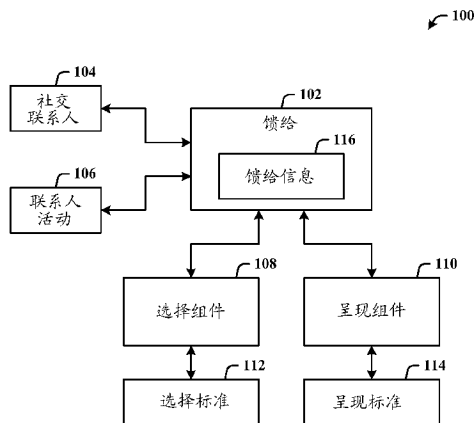 100
104
社交
联系人
102
馈给
116
馈给信息
106
联系人
活动
108
选择组件
110
呈现组件
112
选择标准
114
呈现标准